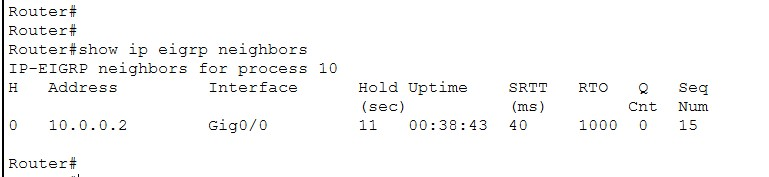 Router#
Router#
Router#show ip eigrp neighbors
IP-EIGRP neighbors for process 10
H   Address         Interface      Hold Uptime    SRTT   RTO   Q   Seq
                                   (sec)          (ms)        Cnt  Num
0   10.0.0.2        Gig0/0         11   00:38:43  40     1000  0   15
Router#